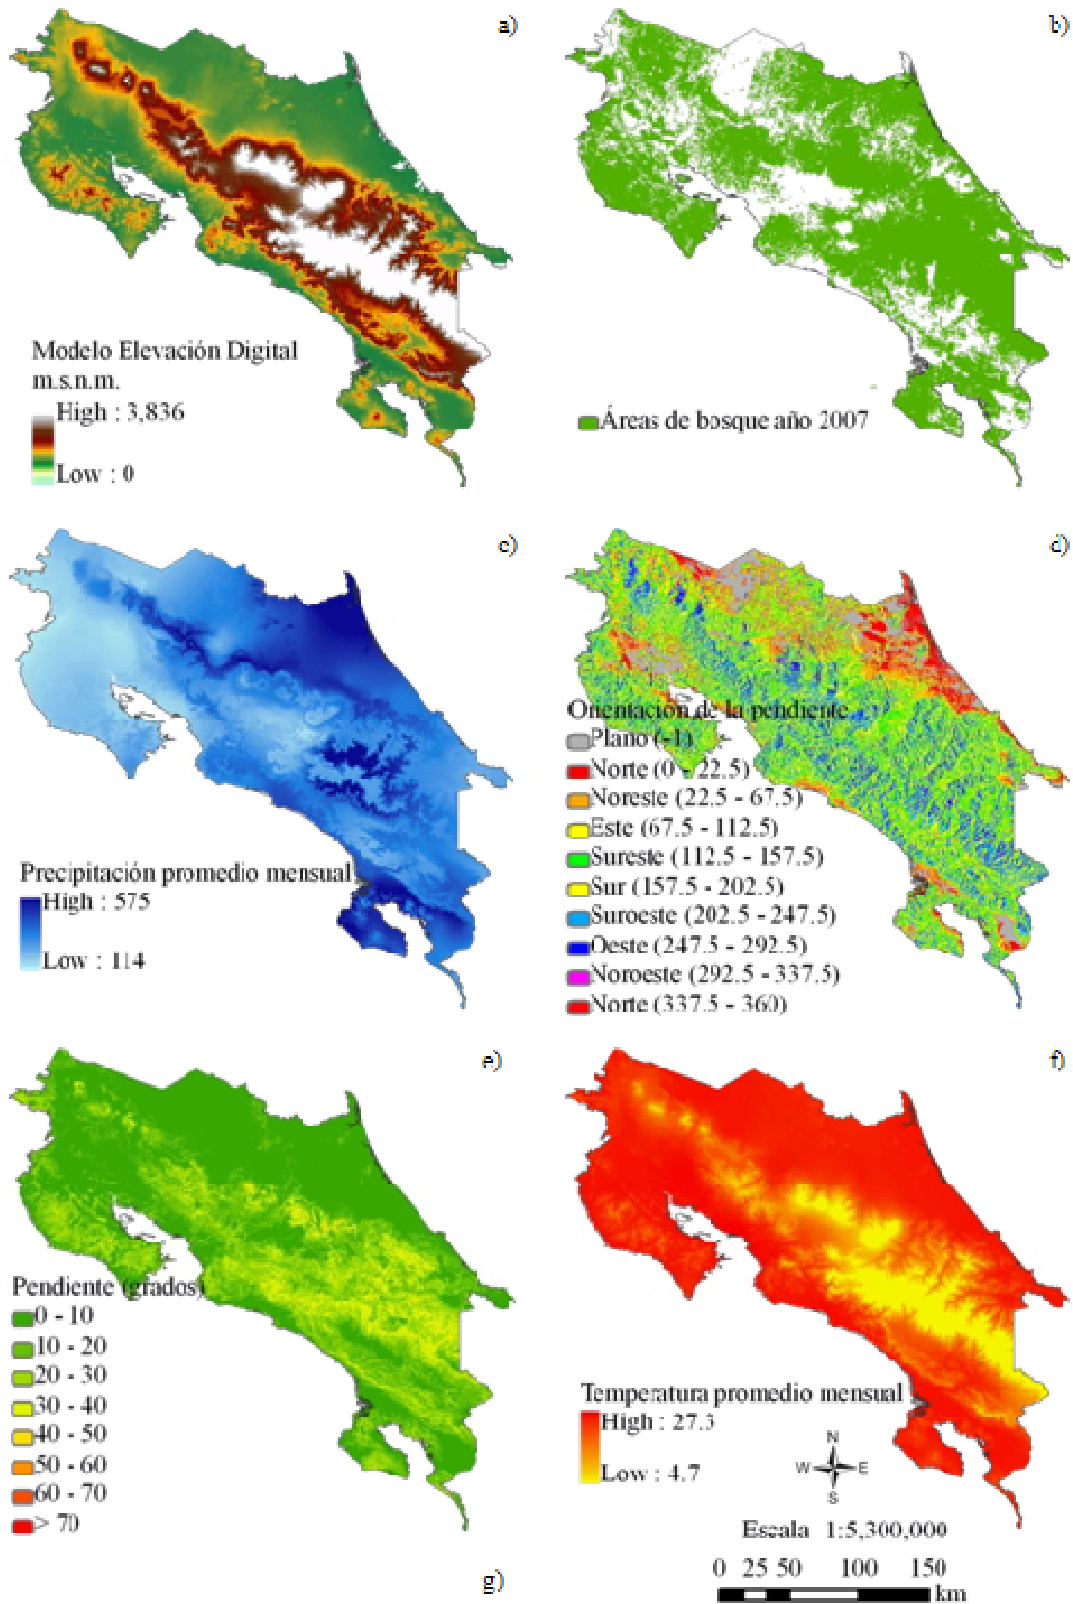 a)
Modelo Elevación Digital
m.s.n.m.
High : 3,836
Low : 0
b)
Áreas de bosque año 2007
c)
Precipitación promedio mensual
High : 575
Low : 114
d)
Orientación de la pendiente
Plano (-1)
Norte (0 - 22.5)
Noreste (22.5 - 67.5)
Este (67.5 - 112.5)
Sureste (112.5 - 157.5)
Sur (157.5 - 202.5)
Suroeste (202.5 - 247.5)
Oeste (247.5 - 292.5)
Noroeste (292.5 - 337.5)
Norte (337.5 - 360)
e)
Pendiente (grados)
0 - 10
10 - 20
20 - 30
30 - 40
40 - 50
50 - 60
60 - 70
> 70
f)
Temperatura promedio mensual
High : 27.3
Low : 4.7
N
W E
S
Escala 1:5,300,000
0 25 50 100 150
km
g)